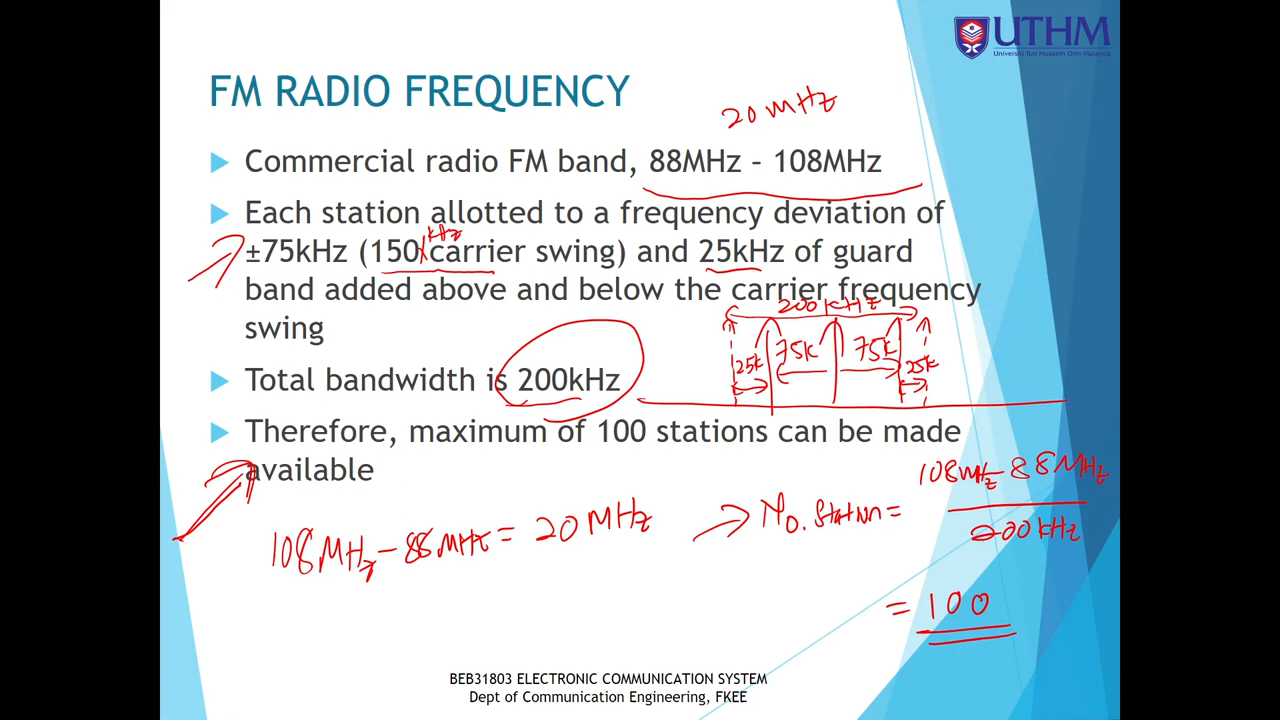 UTHM
Universiti Tun Hussein Onn Malaysia
FM RADIO FREQUENCY
20 MHz
Commercial radio FM band, 88MHz – 108MHz
Each station allotted to a frequency deviation of
kHz
±75kHz (150 carrier swing) and 25kHz of guard
band added above and below the carrier frequency
swing
200KHz
25k 75k 75k 25k
Total bandwidth is 200kHz
Therefore, maximum of 100 stations can be made
available
108MHz - 88MHz = 20 MHz
No. Station =
108MHz - 88MHz
200kHz
= 100
BEB31803 ELECTRONIC COMMUNICATION SYSTEM
Dept of Communication Engineering, FKEE